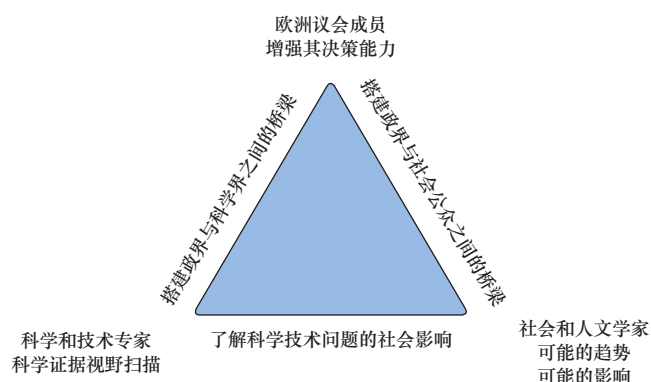 欧洲议会成员
增强其决策能力
搭建政界与科学界之间的桥梁
搭建政界与社会公众之间的桥梁
科学和技术专家
科学证据视野扫描
了解科学技术问题的社会影响
社会和人文学家
可能的趋势
可能的影响